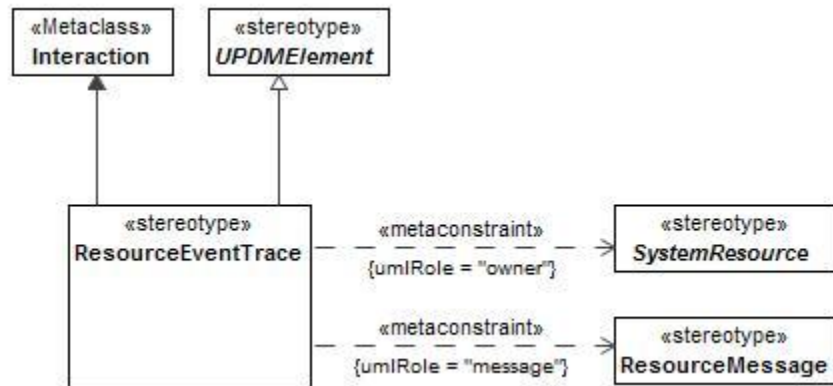 «Metaclass»
Interaction
«stereotype»
UPDMElement
«stereotype»
ResourceEventTrace
«metaconstraint»
{umlRole = "owner"}
«stereotype»
SystemResource
«metaconstraint»
{umlRole = "message"}
«stereotype»
ResourceMessage